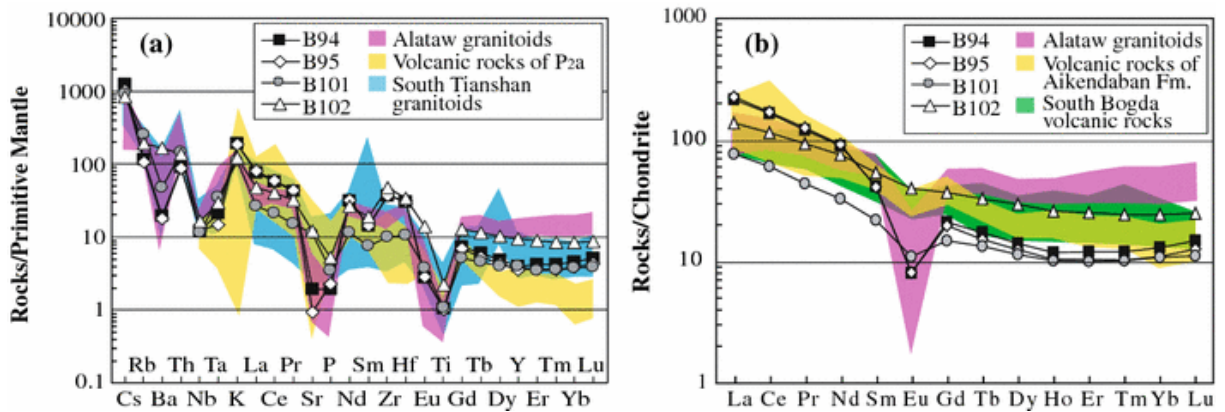 Rocks/Primitive Mantle
10000
1000
100
10
1
0.1
(a)
B94
B95
B101
B102
Alataw granitoids
Volcanic rocks of P2a
South Tianshan
granitoids
Rb Th Ta La Pr P Sm Hf Ti Tb Y Tm Lu
Cs Ba Nb K Ce Sr Nd Zr Eu Gd Dy Er Yb
Rocks/Chondrite
1000
100
10
1
(b)
B94
B95
B101
B102
Alataw granitoids
Volcanic rocks of
Aikendaban Fm.
South Bogda
volcanic rocks
La Ce Pr Nd Sm Eu Gd Tb Dy Ho Er Tm Yb Lu